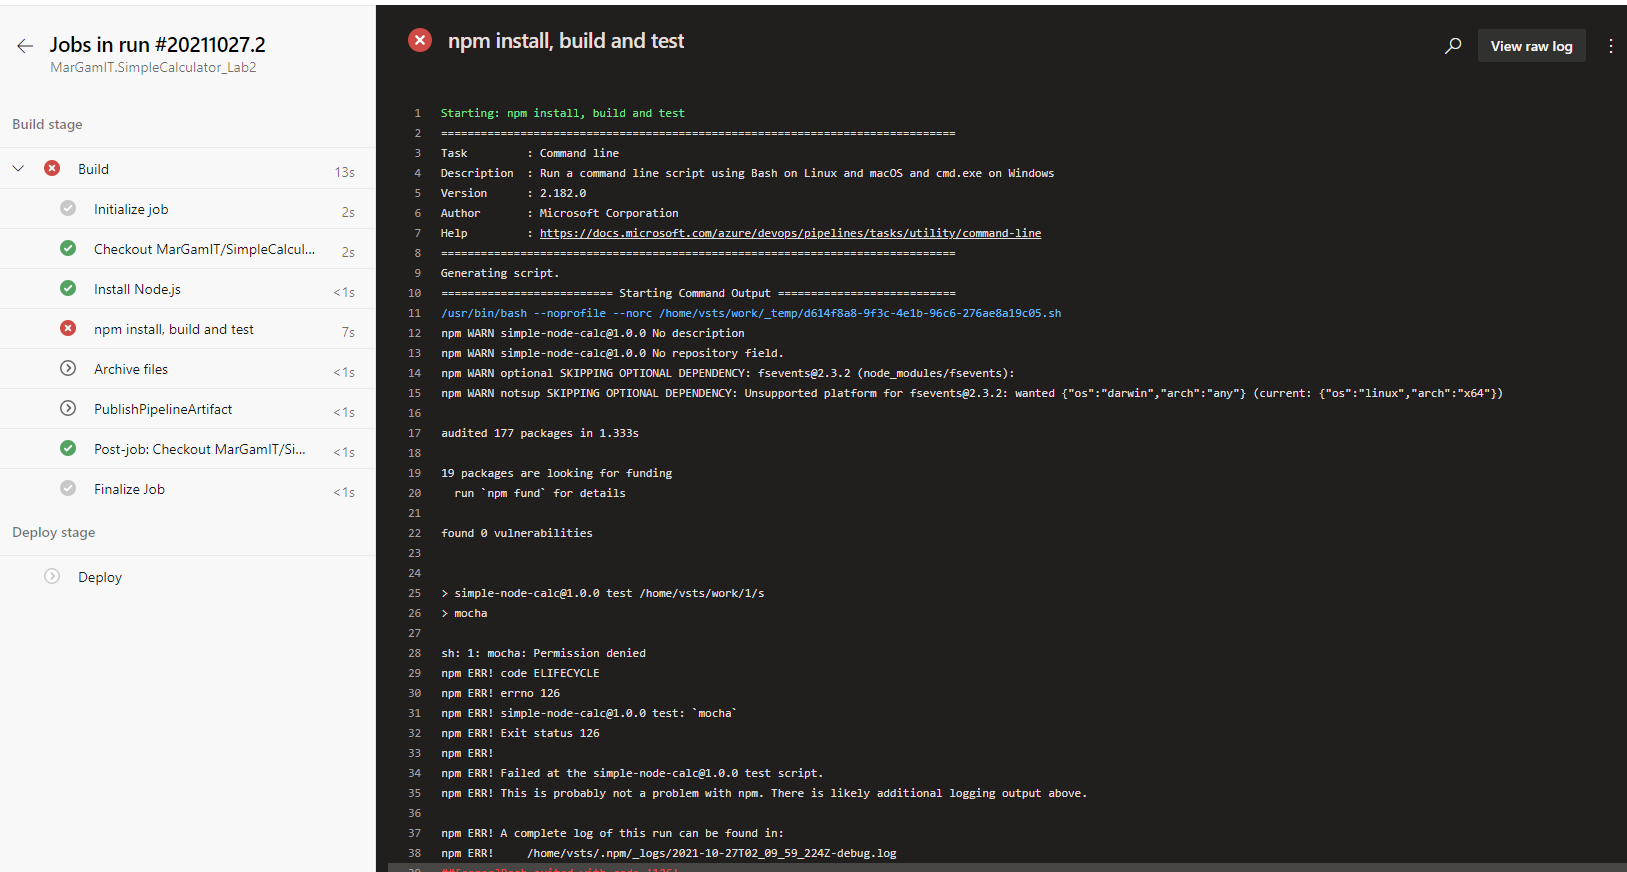 Jobs in run #20211027.2
MarGamIT.SimpleCalculator_Lab2
Build stage
Build 13s
Initialize job 2s
Checkout MarGamIT/SimpleCalcul... 2s
Install Node.js <1s
npm install, build and test 7s
Archive files <1s
PublishPipelineArtifact <1s
Post-job: Checkout MarGamIT/Si... <1s
Finalize Job <1s
Deploy stage
Deploy
npm install, build and test
View raw log
1 Starting: npm install, build and test
2 ==============================================================================
3 Task : Command line
4 Description : Run a command line script using Bash on Linux and macOS and cmd.exe on Windows
5 Version : 2.182.0
6 Author : Microsoft Corporation
7 Help : https://docs.microsoft.com/azure/devops/pipelines/tasks/utility/command-line
8 ==============================================================================
9 Generating script.
10 ========================== Starting Command Output ===========================
11 /usr/bin/bash --noprofile --norc /home/vsts/work/_temp/d614f8a8-9f3c-4e1b-96c6-276ae8a19c05.sh
12 npm WARN simple-node-calc@1.0.0 No description
13 npm WARN simple-node-calc@1.0.0 No repository field.
14 npm WARN optional SKIPPING OPTIONAL DEPENDENCY: fsevents@2.3.2 (node_modules/fsevents):
15 npm WARN notsup SKIPPING OPTIONAL DEPENDENCY: Unsupported platform for fsevents@2.3.2: wanted {"os":"darwin","arch":"any"} (current: {"os":"linux","arch":"x64"})
16
17 audited 177 packages in 1.333s
18
19 19 packages are looking for funding
20 run `npm fund` for details
21
22 found 0 vulnerabilities
23
24
25 > simple-node-calc@1.0.0 test /home/vsts/work/1/s
26 > mocha
27
28 sh: 1: mocha: Permission denied
29 npm ERR! code ELIFECYCLE
30 npm ERR! errno 126
31 npm ERR! simple-node-calc@1.0.0 test: `mocha`
32 npm ERR! Exit status 126
33 npm ERR!
34 npm ERR! Failed at the simple-node-calc@1.0.0 test script.
35 npm ERR! This is probably not a problem with npm. There is likely additional logging output above.
36
37 npm ERR! A complete log of this run can be found in:
38 npm ERR! /home/vsts/.npm/_logs/2021-10-27T02_09_59_224Z-debug.log